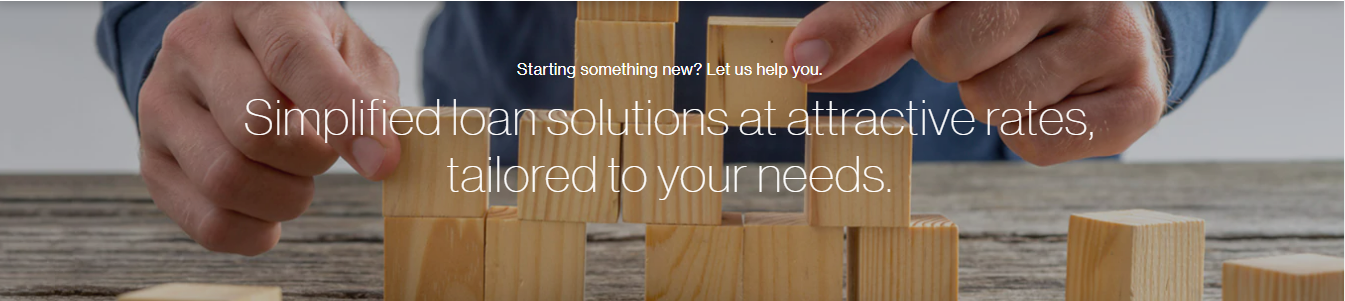 Starting something new? Let us help you.
Simplified loan solutions at attractive rates,
tailored to your needs.